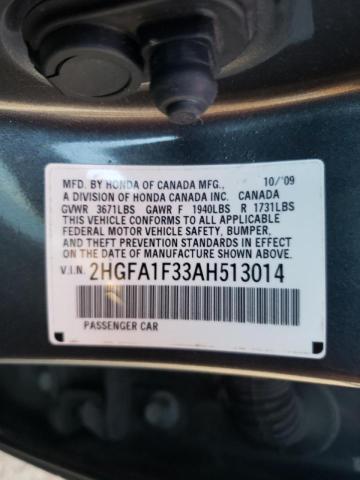 MFD. BY HONDA OF CANADA MFG., 10/'09
A DIVISION OF HONDA CANADA INC. CANADA
GVWR 3671LBS GAWR F 1940LBS R 1731LBS
THIS VEHICLE CONFORMS TO ALL APPLICABLE
FEDERAL MOTOR VEHICLE SAFETY, BUMPER,
AND THEFT PREVENTION STANDARDS IN EFFECT
ON THE DATE OF MANUFACTURE SHOWN ABOVE.
V.I.N. 2HGFA1F33AH513014
PASSENGER CAR